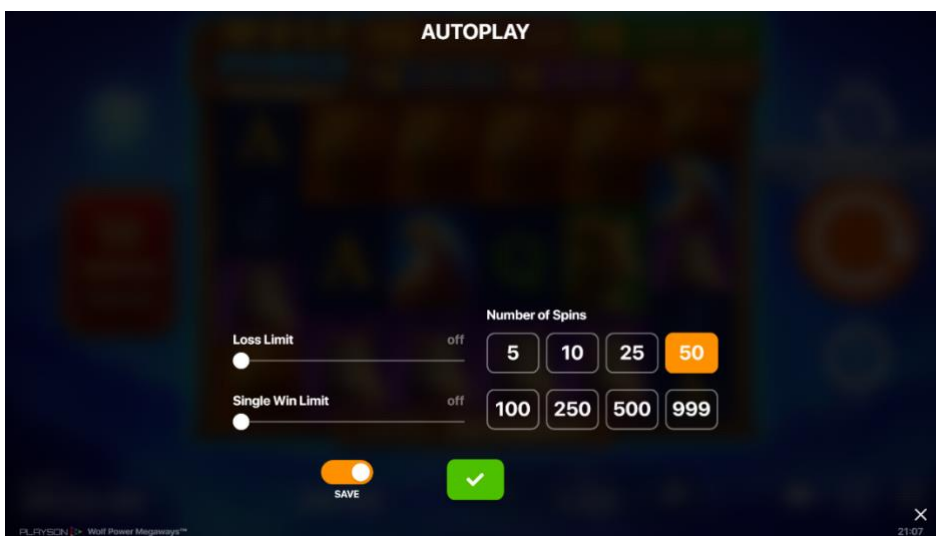 AUTOPLAY
Number of Spins
Loss Limit off
5 10 25 50
Single Win Limit off
100 250 500 999
SAVE
PLAYSON Wolf Power Megaways™
21:07